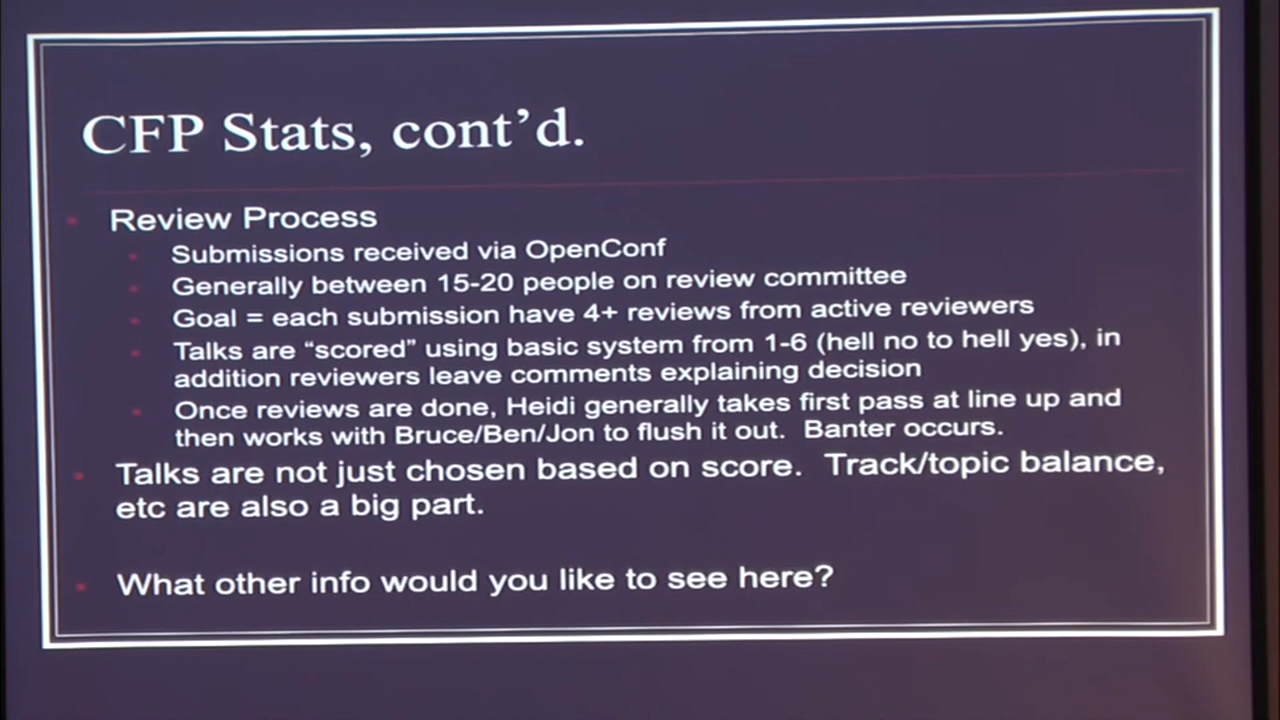 CFP Stats, cont’d.
Review Process
Submissions received via OpenConf
Generally between 15-20 people on review committee
Goal = each submission have 4+ reviews from active reviewers
Talks are “scored” using basic system from 1-6 (hell no to hell yes), in
addition reviewers leave comments explaining decision
Once reviews are done, Heidi generally takes first pass at line up and
then works with Bruce/Ben/Jon to flush it out.  Banter occurs.
Talks are not just chosen based on score.  Track/topic balance,
etc are also a big part.
What other info would you like to see here?